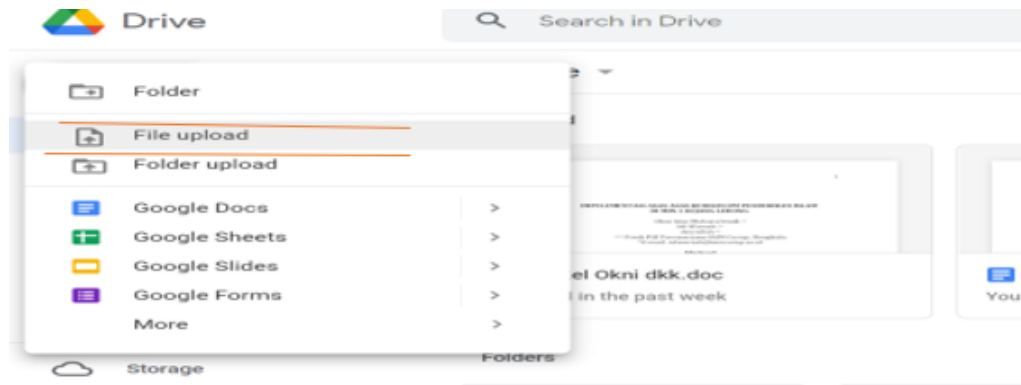 Drive
Search in Drive
Folder
File upload
Folder upload
Google Docs
Google Sheets
Google Slides
Google Forms
More
el Okni dkk.doc
in the past week
You
Folders
Storage